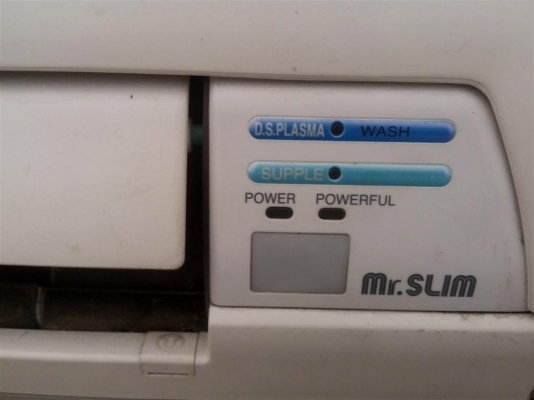 D.S.PLASMA WASH
SUPPLE
POWER POWERFUL
Mr.SLIM